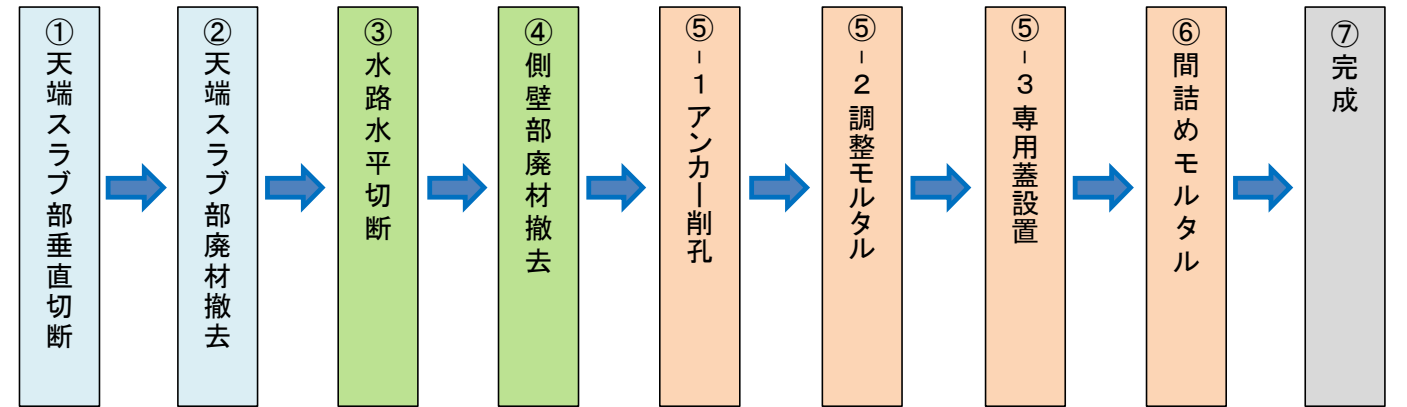 ①天端スラブ部垂直切断
②天端スラブ部廃材撤去
③水路水平切断
④側壁部廃材撤去
⑤-1アンカー削孔
⑤-2調整モルタル
⑤-3専用蓋設置
⑥間詰めモルタル
⑦完成